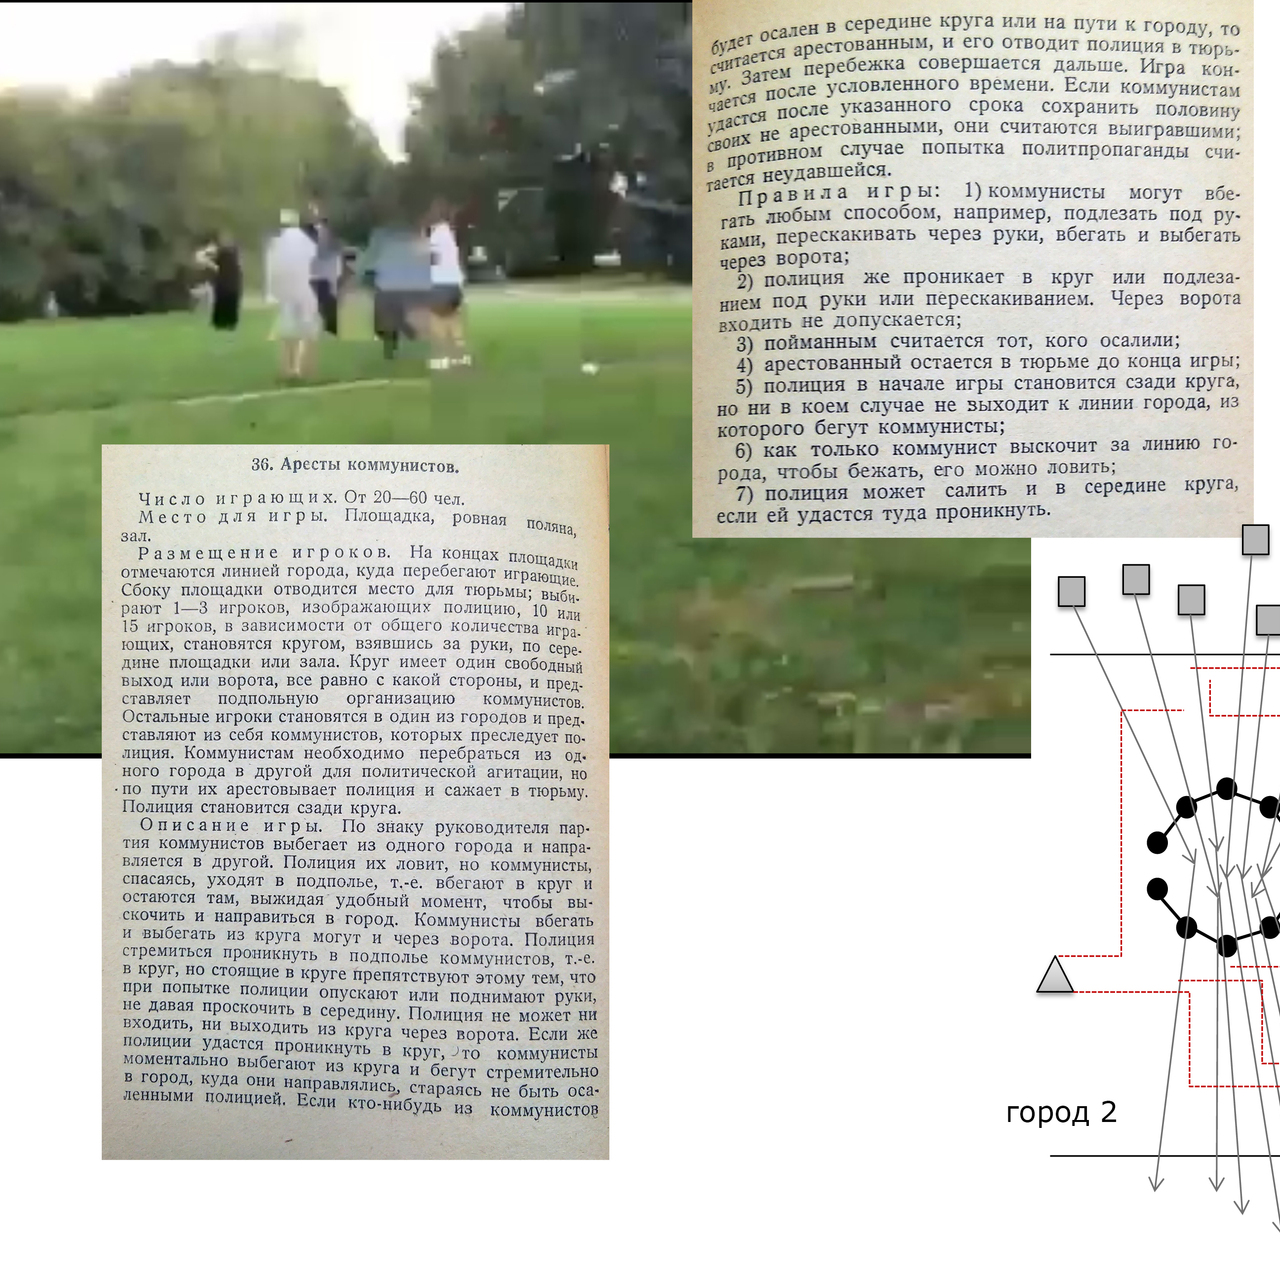 36. Аресты коммунистов.
Число играющих. От 20—60 чел.
Место для игры. Площадка, ровная поляна,
зал.
Размещение игроков. На концах площадки
отмечаются линией города, куда перебегают играющие.
Сбоку площадки отводится место для тюрьмы; выби-
рают 1—3 игроков, изображающих полицию, 10 или
15 игроков, в зависимости от общего количества игра-
ющих, становятся кругом, взявшись за руки, по сере-
дине площадки или зала. Круг имеет один свободный
выход или ворота, все равно с какой стороны, и пред-
ставляет подпольную организацию коммунистов.
Остальные игроки становятся в один из городов и пред-
ставляют из себя коммунистов, которых преследует по-
лиция. Коммунистам необходимо перебраться из од-
ного города в другой для политической агитации, но
по пути их арестовывает полиция и сажает в тюрьму.
Полиция становится сзади круга.
Описание игры. По знаку руководителя пар-
тия коммунистов выбегает из одного города и напра-
вляется в другой. Полиция их ловит, но коммунисты,
спасаясь, уходят в подполье, т.-е. вбегают в круг и
остаются там, выжидая удобный момент, чтобы вы-
скочить и направиться в город. Коммунисты вбегать
и выбегать из круга могут и через ворота. Полиция
стремиться проникнуть в подполье коммунистов, т.-е.
в круг, но стоящие в круге препятствуют этому тем, что
при попытке полиции опускают или поднимают руки,
не давая проскочить в середину. Полиция не может ни
входить, ни выходить из круга через ворота. Если же
полиции удастся проникнуть в круг, то коммунисты
моментально выбегают из круга и бегут стремительно
в город, куда они направлялись, стараясь не быть оса-
ленными полицией. Если кто-нибудь из коммунистов
будет осален в середине круга или на пути к городу, то
считается арестованным, и его отводит полиция в тюрь-
му. Затем перебежка совершается дальше. Игра кон-
чается после условленного времени. Если коммунистам
удастся после указанного срока сохранить половину
своих не арестованными, они считаются выигравшими;
в противном случае попытка политпропаганды счи-
тается неудавшейся.
Правила игры: 1) коммунисты могут вбе-
гать любым способом, например, подлезать под ру-
ками, перескакивать через руки, вбегать и выбегать
через ворота;
2) полиция же проникает в круг или подлеза-
нием под руки или перескакиванием. Через ворота
входить не допускается;
3) пойманным считается тот, кого осалили;
4) арестованный остается в тюрьме до конца игры;
5) полиция в начале игры становится сзади круга,
но ни в коем случае не выходит к линии города, из
которого бегут коммунисты;
6) как только коммунист выскочит за линию го-
рода, чтобы бежать, его можно ловить;
7) полиция может салить и в середине круга,
если ей удастся туда проникнуть.
город 2